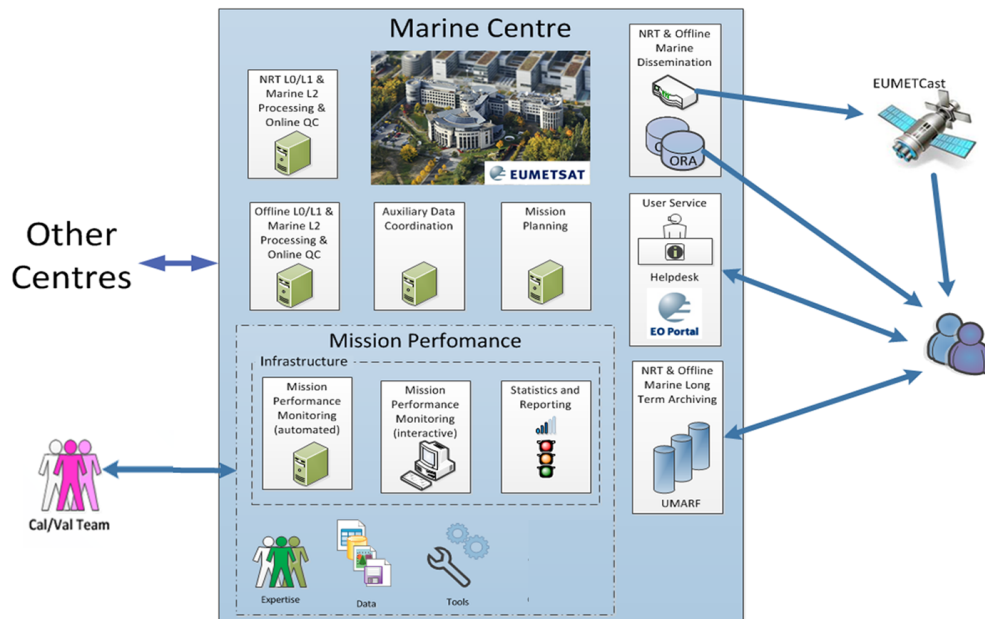 Marine Centre
NRT L0/L1 &
Marine L2
Processing &
Online QC
EUMETSAT
NRT & Offline
Marine
Dissemination
ORA
EUMETCast
Other
Centres
Offline L0/L1 &
Marine L2
Processing &
Online QC
Auxiliary Data
Coordination
Mission
Planning
User Service
Helpdesk
EO Portal
Mission Perfomance
Infrastructure
Mission
Performance
Monitoring
(automated)
Mission
Performance
Monitoring
(interactive)
Statistics and
Reporting
NRT & Offline
Marine Long
Term Archiving
UMARF
Cal/Val Team
Expertise
Data
Tools